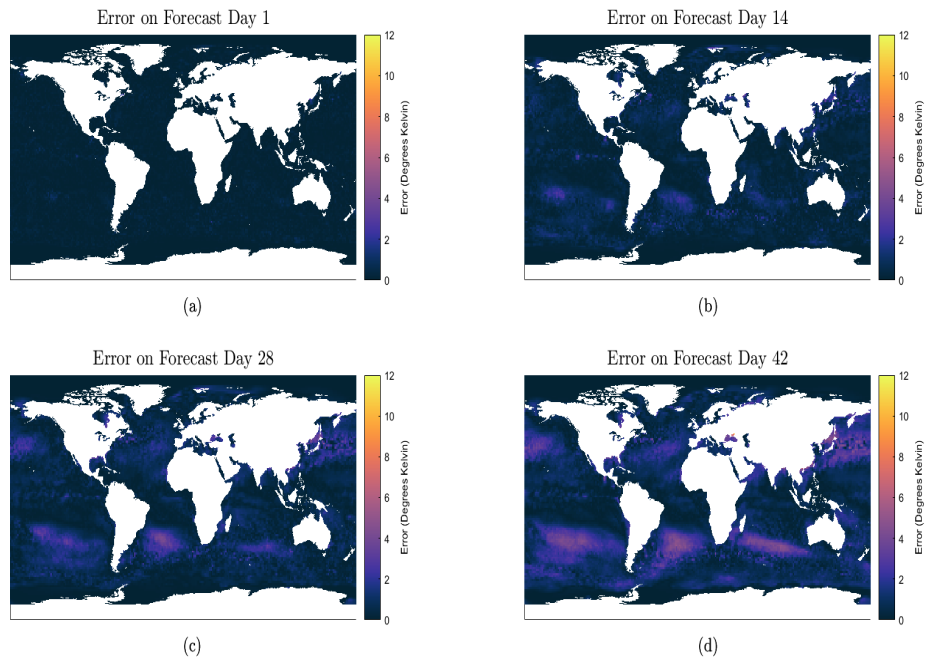 Error on Forecast Day 1
12
10
8
6
4
2
0
Error (Degrees Kelvin)
(a)
Error on Forecast Day 14
12
10
8
6
4
2
0
Error (Degrees Kelvin)
(b)
Error on Forecast Day 28
12
10
8
6
4
2
0
Error (Degrees Kelvin)
(c)
Error on Forecast Day 42
12
10
8
6
4
2
0
Error (Degrees Kelvin)
(d)